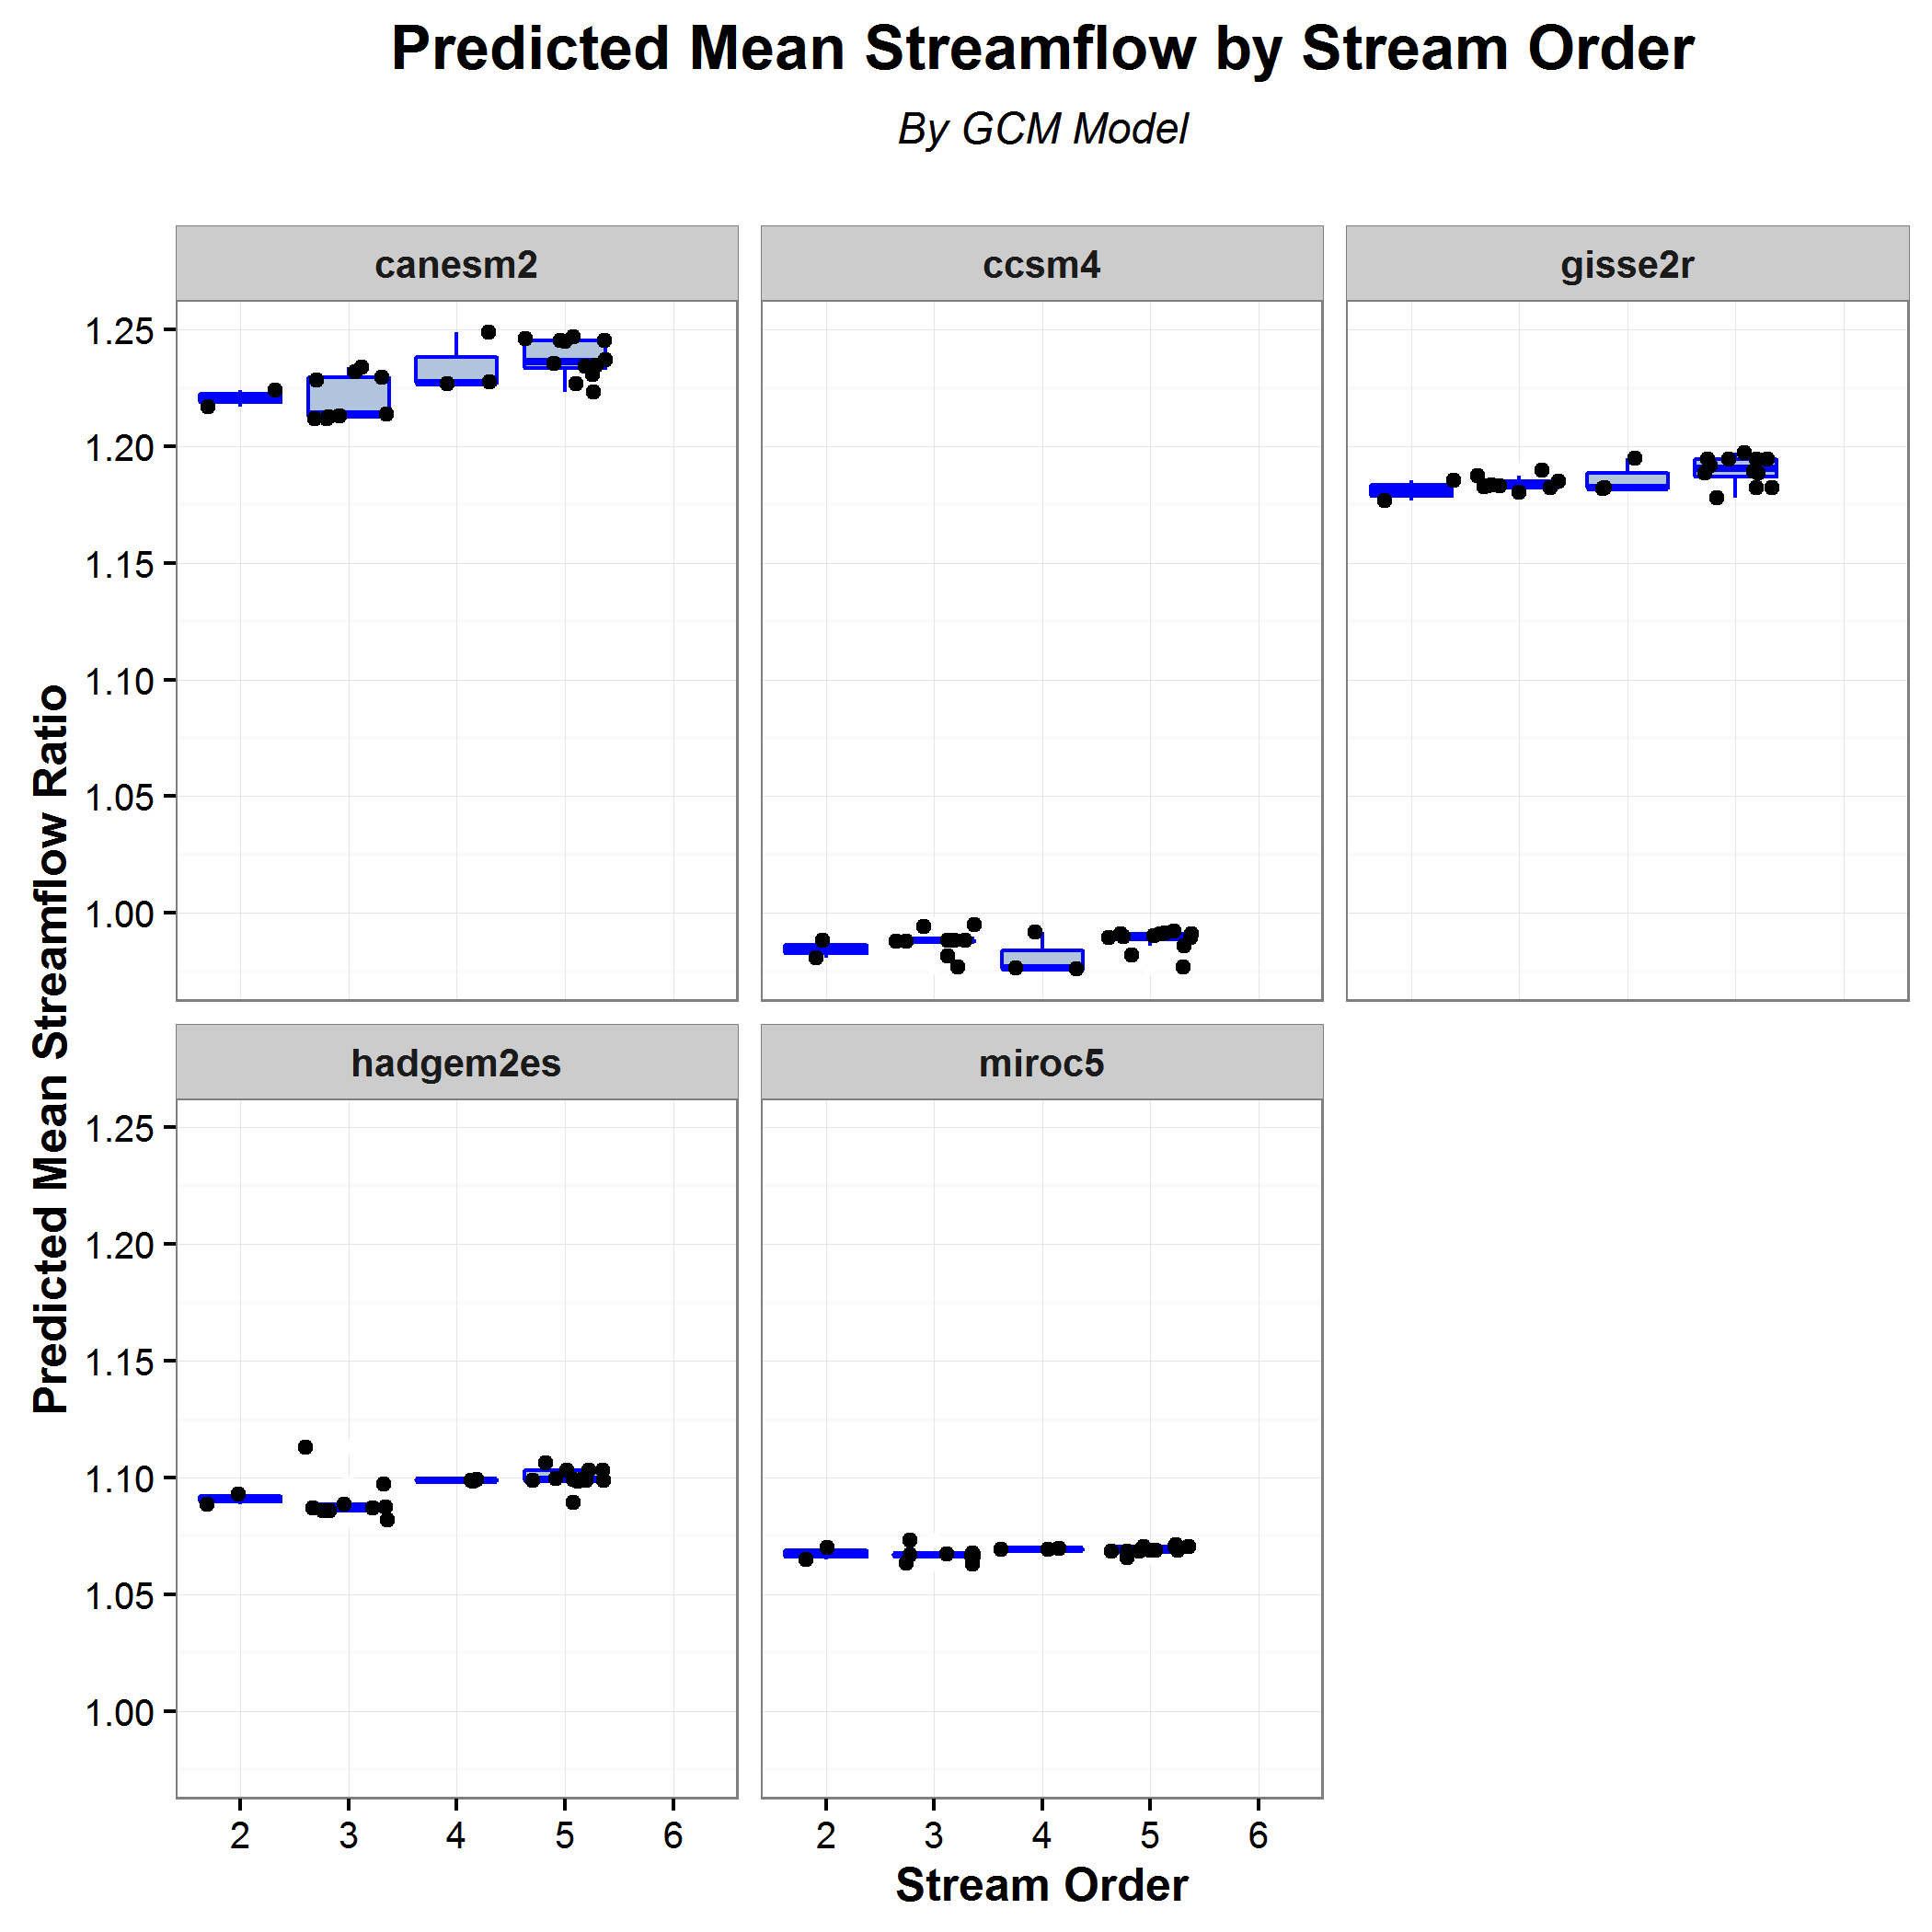 Predicted Mean Streamflow by Stream Order
By GCM Model
canesm2
ccsm4
gisse2r
1.25
1.20
1.15
1.10
1.05
1.00
Predicted Mean Streamflow Ratio
hadgem2es
miroc5
1.25
1.20
1.15
1.10
1.05
1.00
2 3 4 5 6
2 3 4 5 6
Stream Order